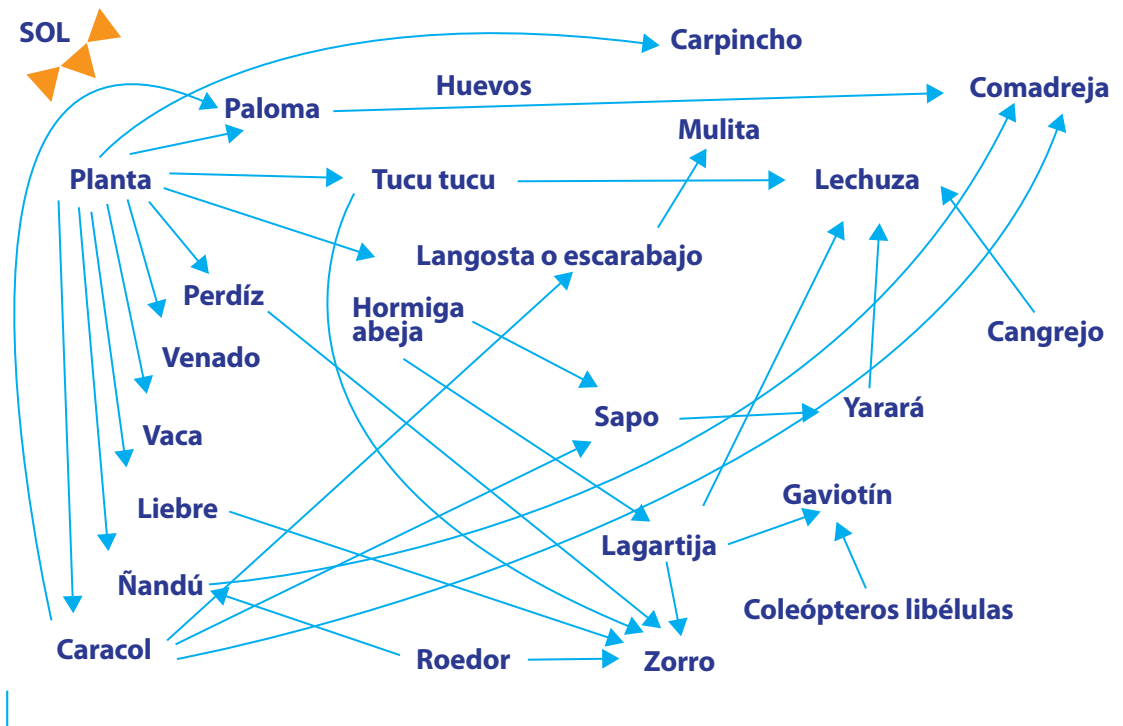 SOL
Carpincho
Huevos
Comadreja
Paloma
Mulita
Planta
Tucu tucu
Lechuza
Langosta o escarabajo
Perdíz
Hormiga
abeja
Cangrejo
Venado
Sapo
Yarará
Vaca
Gaviotín
Liebre
Lagartija
Ñandú
Coleópteros libélulas
Caracol
Roedor
Zorro